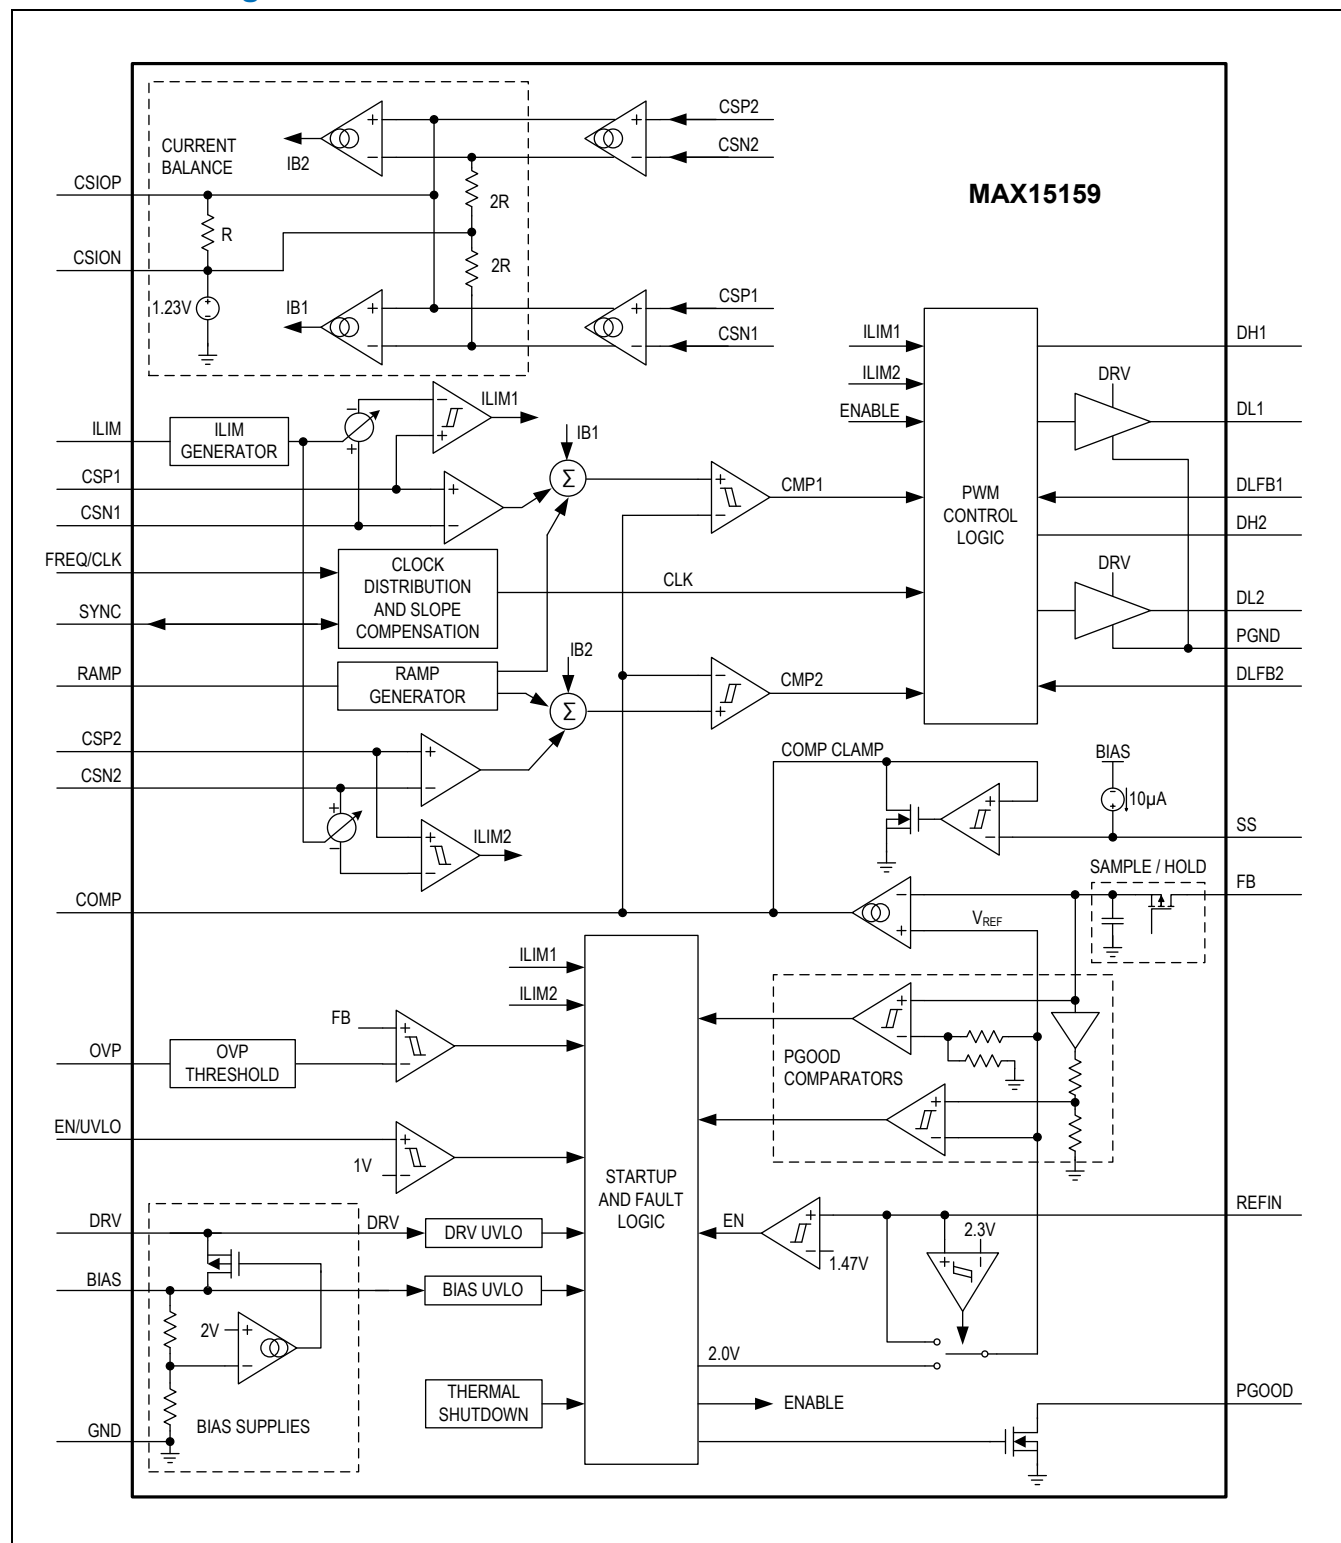 CSP2
CURRENT
BALANCE
IB2
CSN2
MAX15159
CSIOP
2R
R
CSION
2R
1.23V
IB1
CSP1
CSN1
ILIM1
DH1
ILIM2
DRV
ILIM1
ENABLE
DL1
ILIM
ILIM
GENERATOR
IB1
Σ
CSP1
CMP1
DLFB1
PWM
CONTROL
LOGIC
CSN1
DH2
FREQ/CLK
CLOCK
DISTRIBUTION
AND SLOPE
COMPENSATION
CLK
DRV
SYNC
DL2
PGND
IB2
RAMP
RAMP
GENERATOR
CMP2
DLFB2
Σ
CSP2
COMP CLAMP
BIAS
CSN2
10µA
ILIM2
SS
SAMPLE / HOLD
FB
COMP
VREF
ILIM1
ILIM2
FB
OVP
OVP
THRESHOLD
PGOOD
COMPARATORS
EN/UVLO
1V
STARTUP
AND FAULT
LOGIC
DRV
DRV
DRV UVLO
EN
REFIN
2.3V
1.47V
BIAS
BIAS UVLO
2V
2.0V
THERMAL
SHUTDOWN
ENABLE
PGOOD
BIAS SUPPLIES
GND